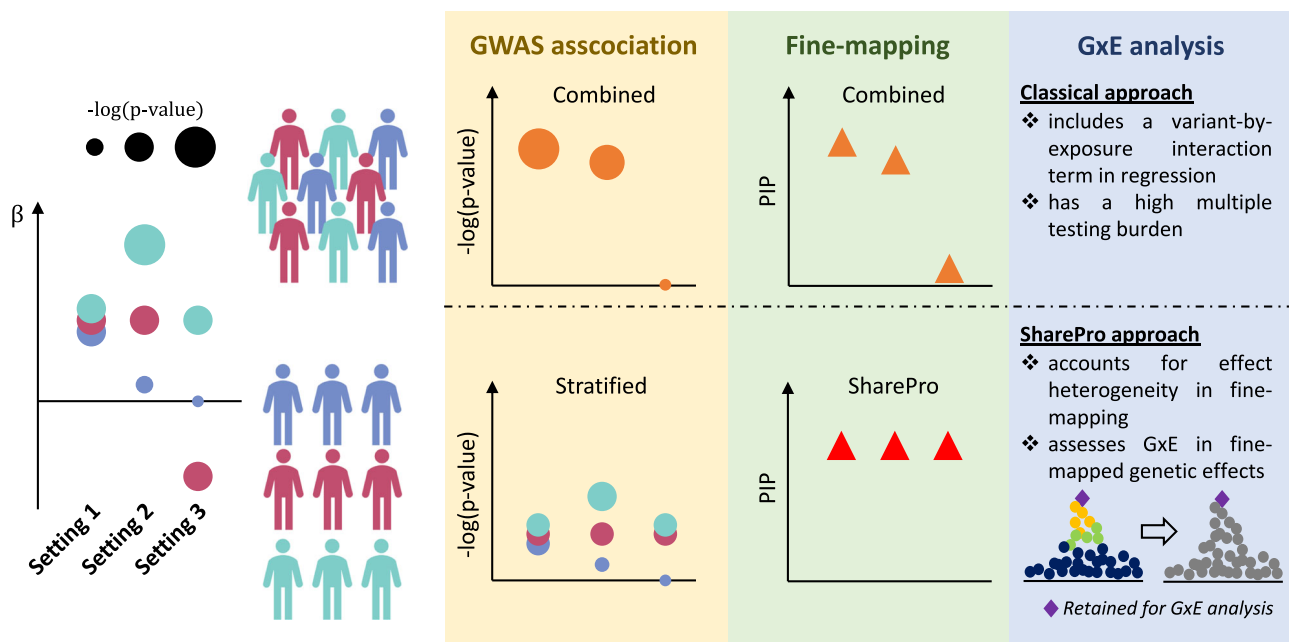 -log(p-value)
β
Setting 1
Setting 2
Setting 3
GWAS asscociation
Combined
-log(p-value)
Stratified
-log(p-value)
Fine-mapping
Combined
PIP
SharePro
PIP
GxE analysis
Classical approach
❖ includes a variant-by-
exposure interaction
term in regression
❖ has a high multiple
testing burden
SharePro approach
❖ accounts for effect
heterogeneity in fine-
mapping
❖ assesses GxE in fine-
mapped genetic effects
Retained for GxE analysis